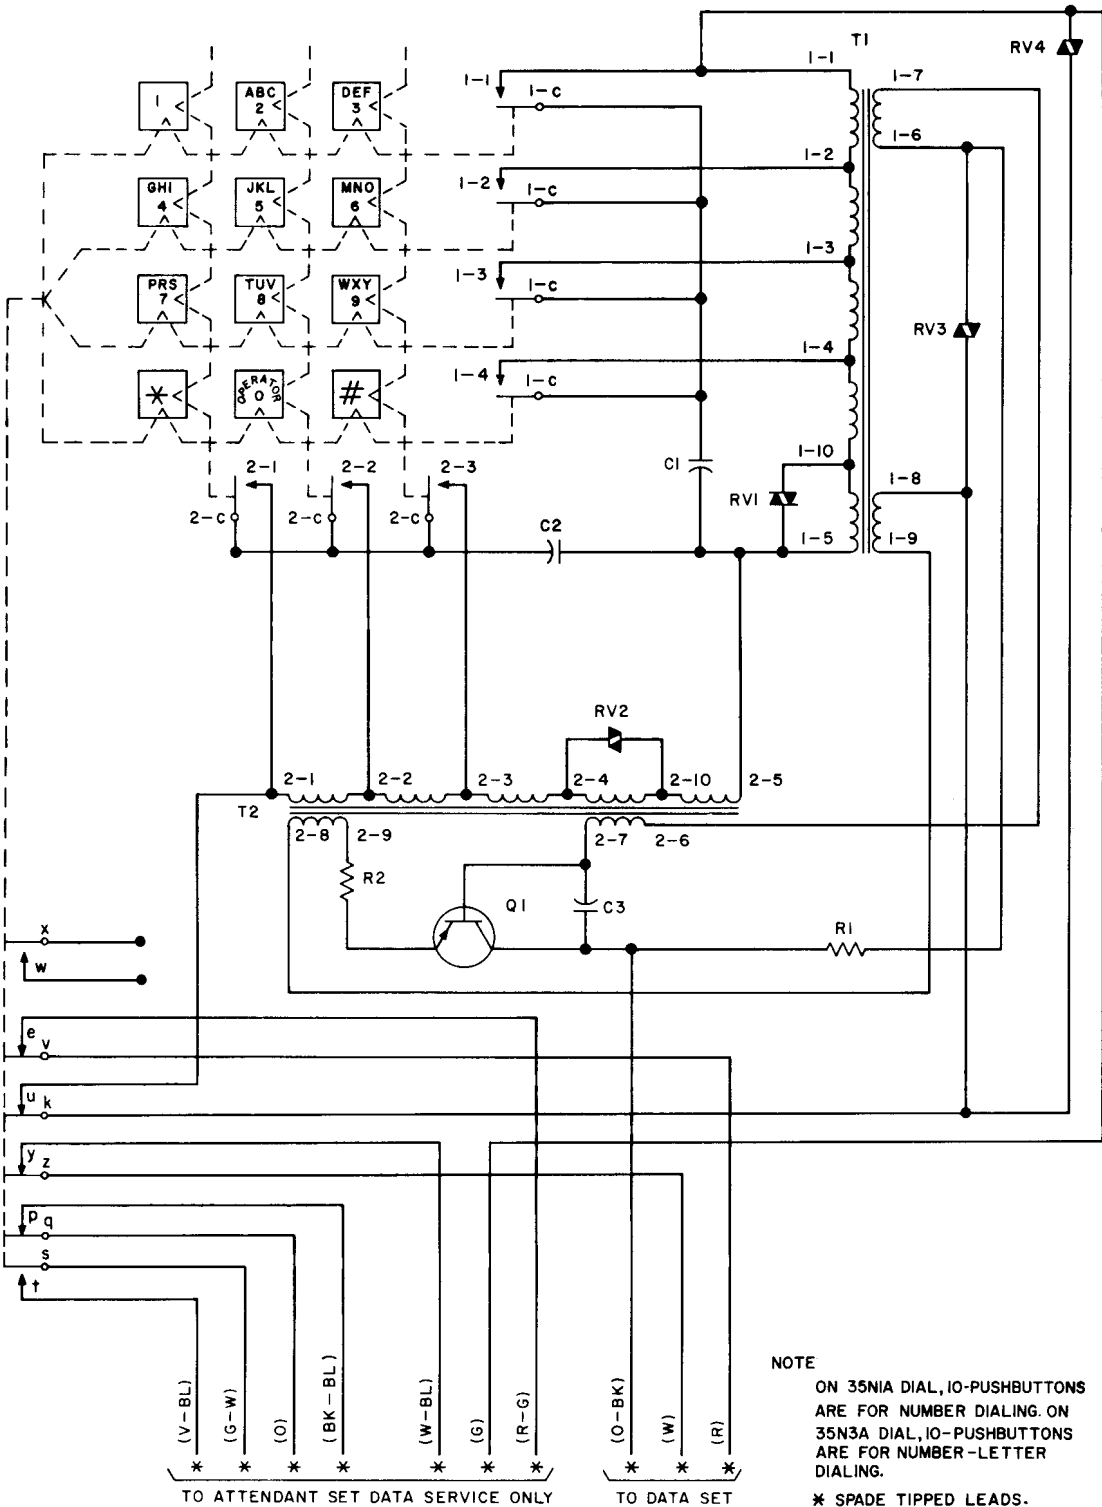 RV4
T1
1-1
1-7
1-1
1-c
1
ABC
2
DEF
3
1-6
1-2
1-2
1-c
GHI
4
JKL
5
MNO
6
1-3
1-3
1-c
PRS
7
TUV
8
WXY
9
RV3
1-4
1-4
1-c
*
OPERATOR
0
#
2-1
2-2
2-3
C1
1-10
RV1
1-8
2-c
2-c
2-c
C2
1-5
1-9
RV2
2-1
2-2
2-3
2-4
2-10
2-5
T2
2-8
2-9
2-7
2-6
R2
Q1
C3
R1
x
w
e
v
u
k
y
z
p
q
s
t
(V-BL)
(G-W)
(O)
(BK-BL)
(W-BL)
(G)
(R-G)
(O-BK)
(W)
(R)
* * * * * * * * * *
TO ATTENDANT SET DATA SERVICE ONLY
TO DATA SET
NOTE
ON 35N1A DIAL, 10-PUSHBUTTONS
ARE FOR NUMBER DIALING. ON
35N3A DIAL, 10-PUSHBUTTONS
ARE FOR NUMBER-LETTER
DIALING.
* SPADE TIPPED LEADS.